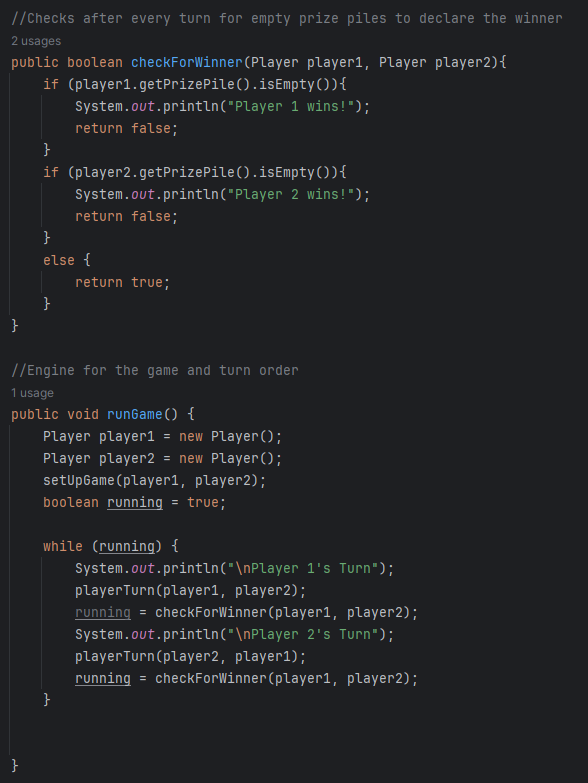 //Checks after every turn for empty prize piles to declare the winner
2 usages
public boolean checkForWinner(Player player1, Player player2){
    if (player1.getPrizePile().isEmpty()){
        System.out.println("Player 1 wins!");
        return false;
    }
    if (player2.getPrizePile().isEmpty()){
        System.out.println("Player 2 wins!");
        return false;
    }
    else {
        return true;
    }
}
//Engine for the game and turn order
1 usage
public void runGame() {
    Player player1 = new Player();
    Player player2 = new Player();
    setUpGame(player1, player2);
    boolean running = true;
    while (running) {
        System.out.println("\nPlayer 1's Turn");
        playerTurn(player1, player2);
        running = checkForWinner(player1, player2);
        System.out.println("\nPlayer 2's Turn");
        playerTurn(player2, player1);
        running = checkForWinner(player1, player2);
    }
}